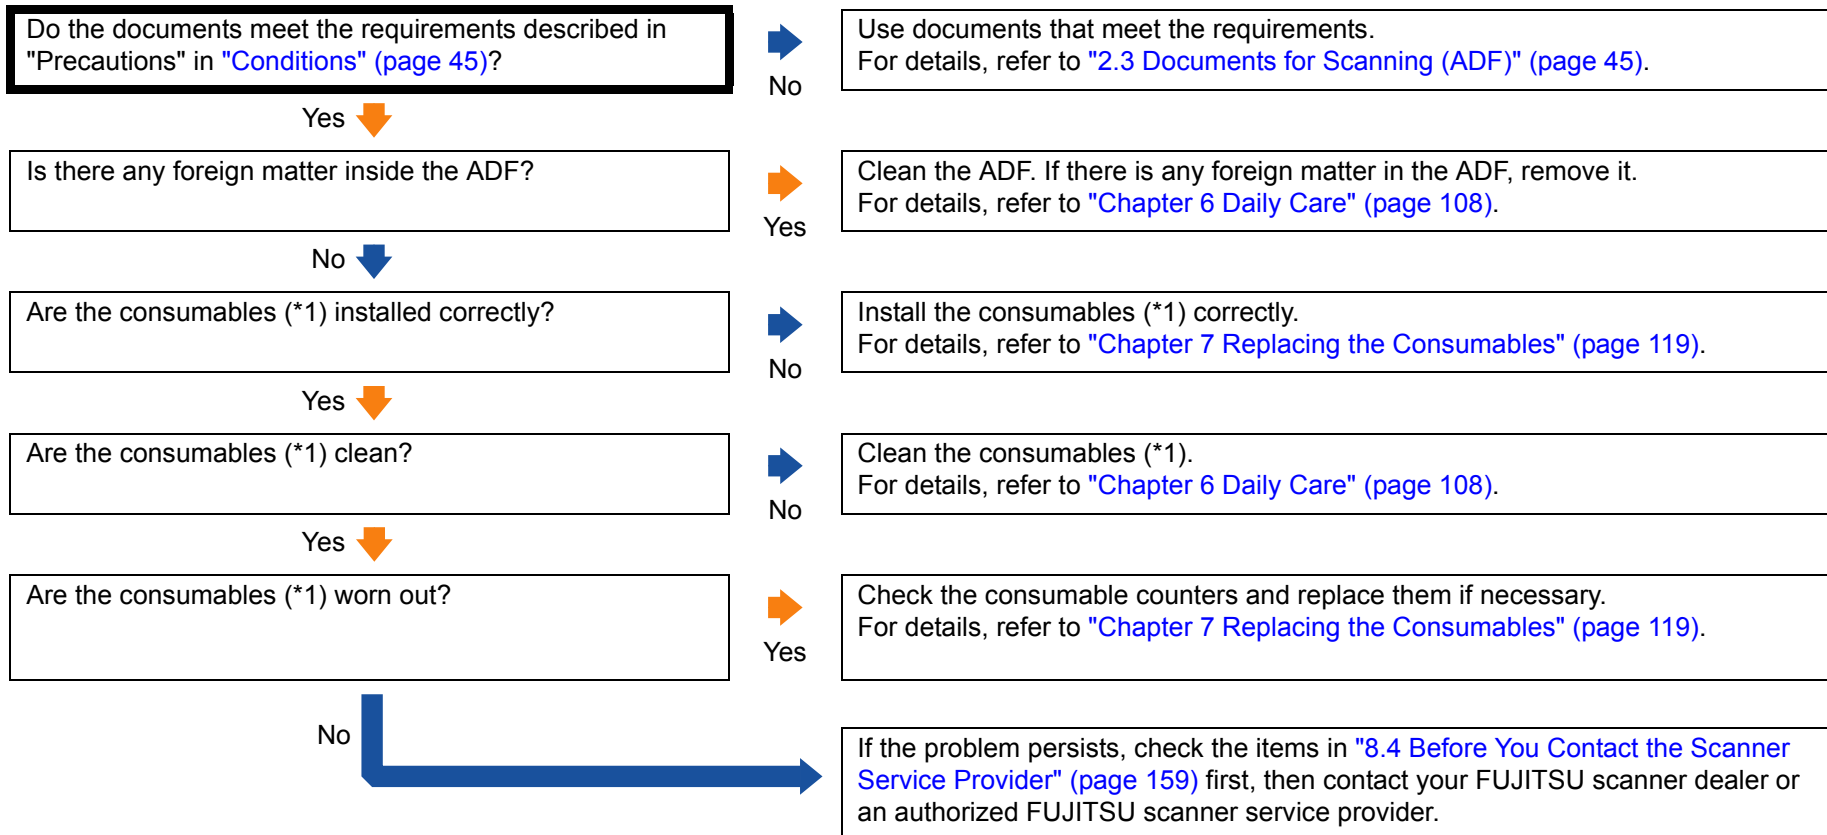 Do the documents meet the requirements described in
"Precautions" in "Conditions" (page 45)?
No
Use documents that meet the requirements.
For details, refer to "2.3 Documents for Scanning (ADF)" (page 45).
Yes
Is there any foreign matter inside the ADF?
Yes
Clean the ADF. If there is any foreign matter in the ADF, remove it.
For details, refer to "Chapter 6 Daily Care" (page 108).
No
Are the consumables (*1) installed correctly?
No
Install the consumables (*1) correctly.
For details, refer to "Chapter 7 Replacing the Consumables" (page 119).
Yes
Are the consumables (*1) clean?
No
Clean the consumables (*1).
For details, refer to "Chapter 6 Daily Care" (page 108).
Yes
Are the consumables (*1) worn out?
Yes
Check the consumable counters and replace them if necessary.
For details, refer to "Chapter 7 Replacing the Consumables" (page 119).
No
If the problem persists, check the items in "8.4 Before You Contact the Scanner
Service Provider" (page 159) first, then contact your FUJITSU scanner dealer or
an authorized FUJITSU scanner service provider.